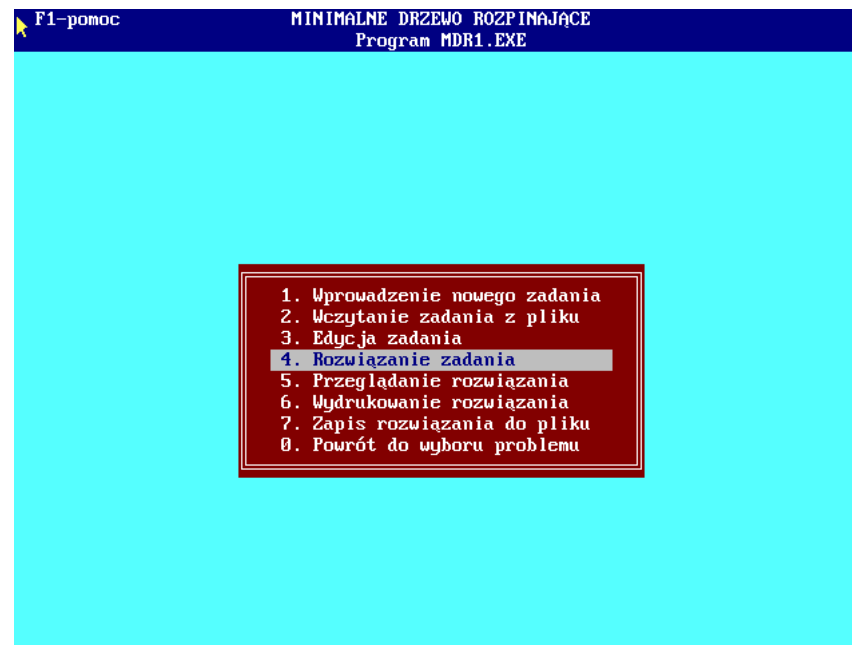 F1-pomoc MINIMALNE DRZEWO ROZPINAJĄCE
Program MDR1.EXE
1. Wprowadzenie nowego zadania
2. Wczytanie zadania z pliku
3. Edycja zadania
4. Rozwiązanie zadania
5. Przeglądanie rozwiązania
6. Wydrukowanie rozwiązania
7. Zapis rozwiązania do pliku
0. Powrót do wyboru problemu